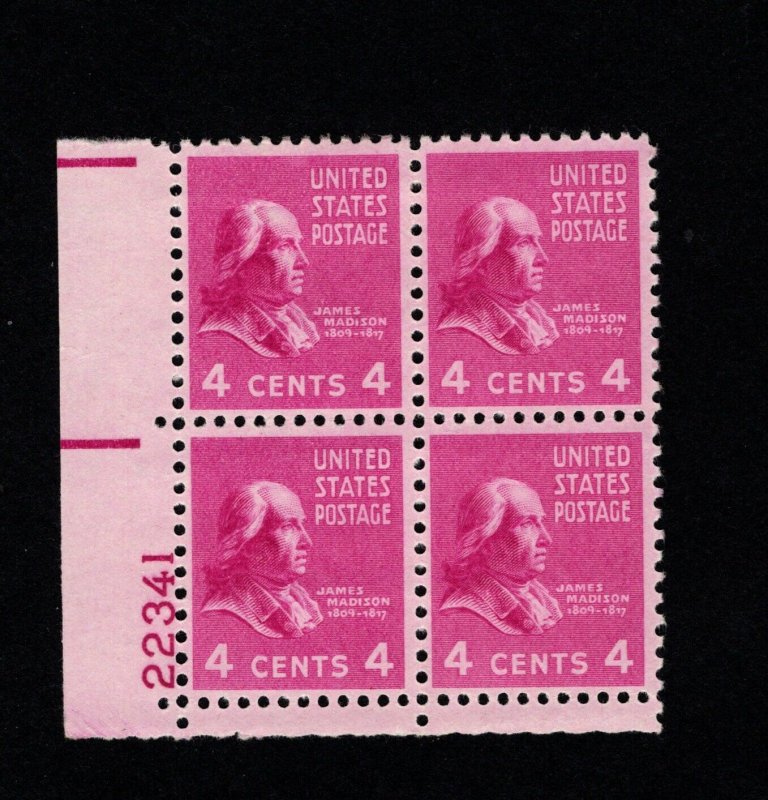 UNITED
STATES
POSTAGE
JAMES
MADISON
1809-1817
4 CENTS 4
UNITED
STATES
POSTAGE
JAMES
MADISON
1809-1817
4 CENTS 4
UNITED
STATES
POSTAGE
JAMES
MADISON
1809-1817
4 CENTS 4
UNITED
STATES
POSTAGE
JAMES
MADISON
1809-1817
4 CENTS 4
22341